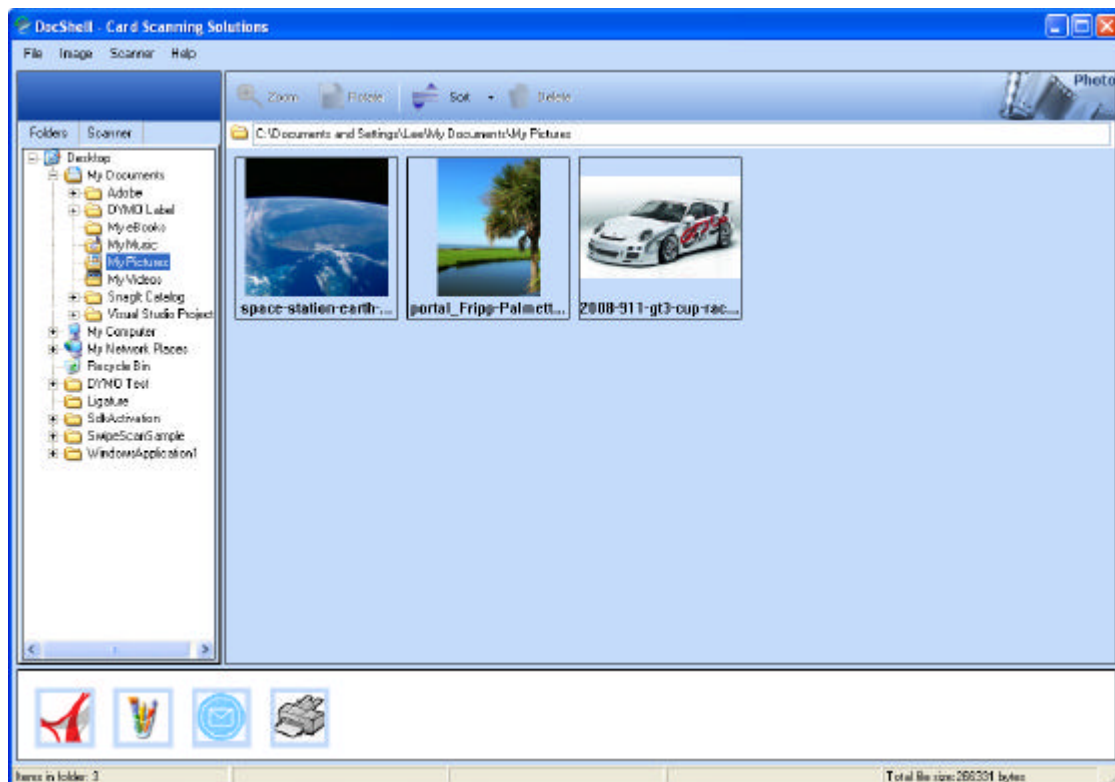 DocShell - Card Scanning Solutions
File Image Scanner Help
Zoom Rotate Sort Delete
Photo
Folders Scanner
C:\Documents and Settings\Lee\My Documents\My Pictures
Desktop
My Documents
Adobe
DYMO Label
My eBooks
My Music
My Pictures
My Videos
SnagIt Catalog
Visual Studio Project
My Computer
My Network Places
Recycle Bin
DYMO Test
Ligature
SdkActivation
SwipeScanSample
WindowsApplication1
space-station-earth-...
portal_Fripp-Palmett...
2008-911-gt3-cup-rac...
Items in folder: 3
Total file size: 266331 bytes